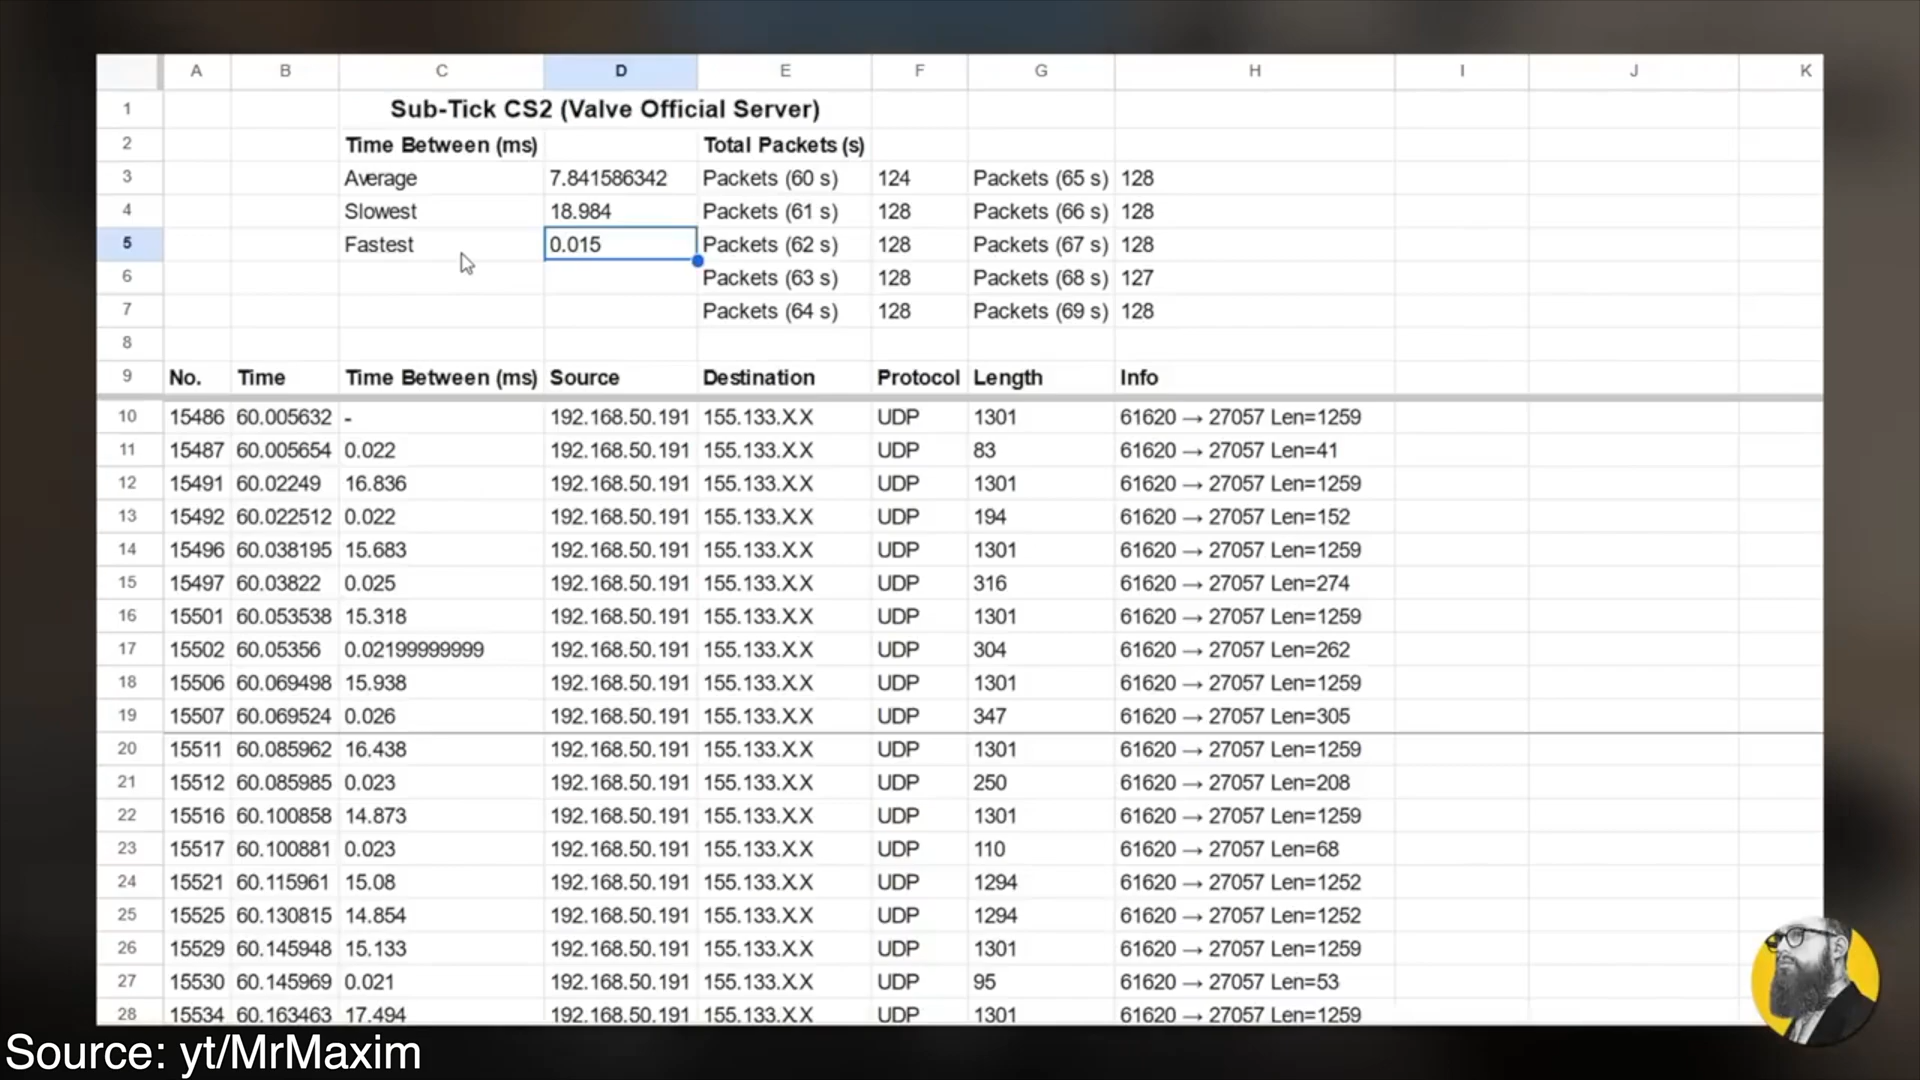 A B C D E F G H I J K
1 Sub-Tick CS2 (Valve Official Server)
2 Time Between (ms) Total Packets (s)
3 Average 7.841586342 Packets (60 s) 124 Packets (65 s) 128
4 Slowest 18.984 Packets (61 s) 128 Packets (66 s) 128
5 Fastest 0.015 Packets (62 s) 128 Packets (67 s) 128
6 Packets (63 s) 128 Packets (68 s) 127
7 Packets (64 s) 128 Packets (69 s) 128
8
9 No. Time Time Between (ms) Source Destination Protocol Length Info
10 15486 60.005632 - 192.168.50.191 155.133.XX UDP 1301 61620 → 27057 Len=1259
11 15487 60.005654 0.022 192.168.50.191 155.133.XX UDP 83 61620 → 27057 Len=41
12 15491 60.02249 16.836 192.168.50.191 155.133.XX UDP 1301 61620 → 27057 Len=1259
13 15492 60.022512 0.022 192.168.50.191 155.133.XX UDP 194 61620 → 27057 Len=152
14 15496 60.038195 15.683 192.168.50.191 155.133.XX UDP 1301 61620 → 27057 Len=1259
15 15497 60.03822 0.025 192.168.50.191 155.133.XX UDP 316 61620 → 27057 Len=274
16 15501 60.053538 15.318 192.168.50.191 155.133.XX UDP 1301 61620 → 27057 Len=1259
17 15502 60.05356 0.02199999999 192.168.50.191 155.133.XX UDP 304 61620 → 27057 Len=262
18 15506 60.069498 15.938 192.168.50.191 155.133.XX UDP 1301 61620 → 27057 Len=1259
19 15507 60.069524 0.026 192.168.50.191 155.133.XX UDP 347 61620 → 27057 Len=305
20 15511 60.085962 16.438 192.168.50.191 155.133.XX UDP 1301 61620 → 27057 Len=1259
21 15512 60.085985 0.023 192.168.50.191 155.133.XX UDP 250 61620 → 27057 Len=208
22 15516 60.100858 14.873 192.168.50.191 155.133.XX UDP 1301 61620 → 27057 Len=1259
23 15517 60.100881 0.023 192.168.50.191 155.133.XX UDP 110 61620 → 27057 Len=68
24 15521 60.115961 15.08 192.168.50.191 155.133.XX UDP 1294 61620 → 27057 Len=1252
25 15525 60.130815 14.854 192.168.50.191 155.133.XX UDP 1294 61620 → 27057 Len=1252
26 15529 60.145948 15.133 192.168.50.191 155.133.XX UDP 1301 61620 → 27057 Len=1259
27 15530 60.145969 0.021 192.168.50.191 155.133.XX UDP 95 61620 → 27057 Len=53
28 15534 60.163463 17.494 192.168.50.191 155.133.XX UDP 1301 61620 → 27057 Len=1259
Source: yt/MrMaxim